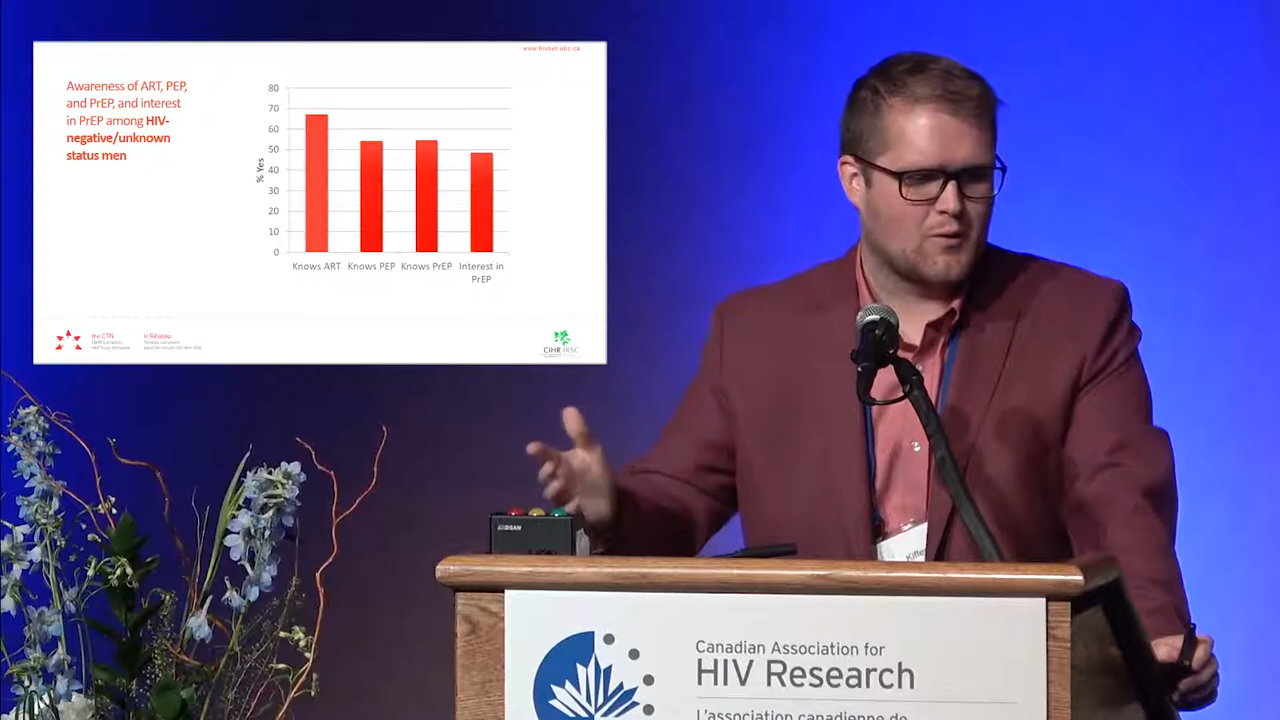 www.hivnet.ubc.ca
Awareness of ART, PEP,
and PrEP, and interest
in PrEP among HIV-
negative/unknown
status men
80
70
60
50
40
30
20
10
0
% Yes
Knows ART Knows PEP Knows PrEP Interest in
PrEP
the CTN
le Réseau
CIHR IRSC
Canadian Association for
HIV Research
L'association canadienne de